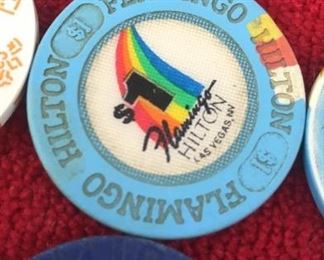 FLAMINGO HILTON
$1
FLAMINGO HILTON
$1
$1
Flamingo
HILTON
LAS VEGAS, NV